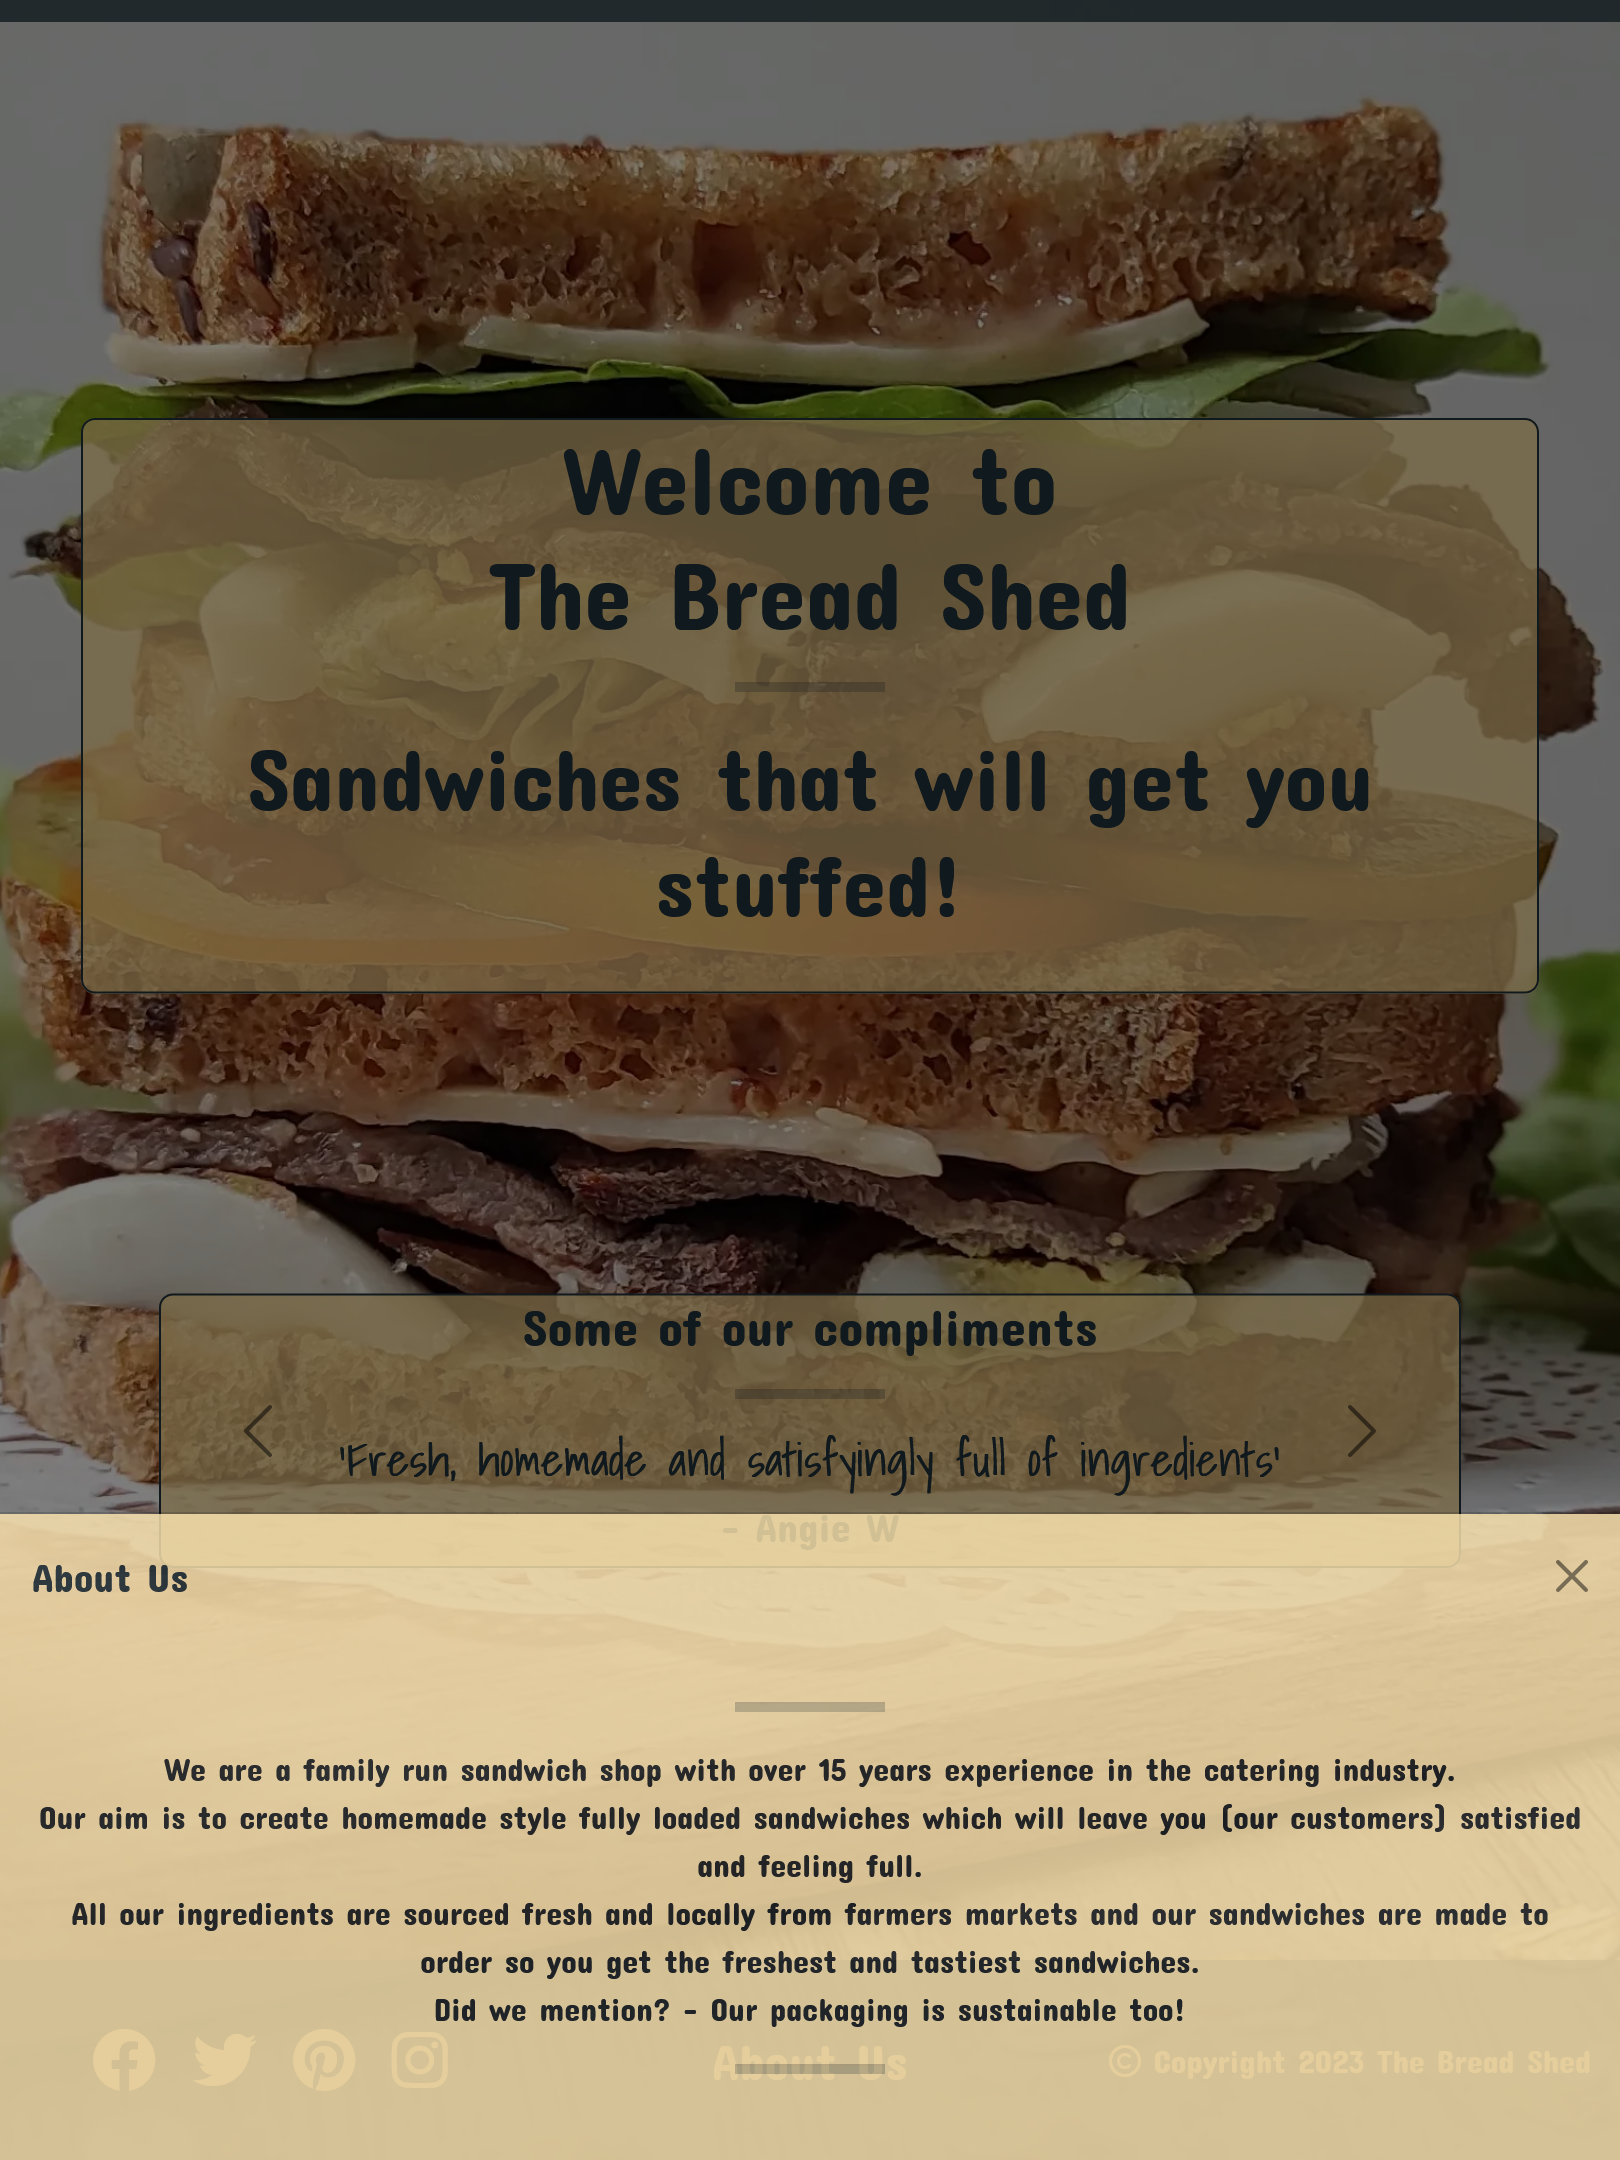 Welcome to
The Bread Shed
Sandwiches that will get you
stuffed!
Some of our compliments
'Fresh, homemade and satisfyingly full of ingredients'
- Angie W
About Us
We are a family run sandwich shop with over 15 years experience in the catering industry.
Our aim is to create homemade style fully loaded sandwiches which will leave you (our customers) satisfied
and feeling full.
All our ingredients are sourced fresh and locally from farmers markets and our sandwiches are made to
order so you get the freshest and tastiest sandwiches.
Did we mention? - Our packaging is sustainable too!
About Us
© Copyright 2023 The Bread Shed